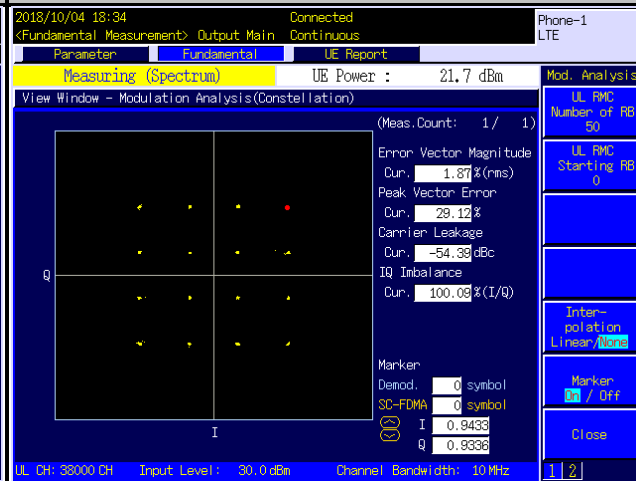 2018/10/04 18:34 Connected
<Fundamental Measurement> Output Main Continuous
Phone-1
LTE
Parameter Fundamental UE Report
Measuring (Spectrum) UE Power : 21.7 dBm
Mod. Analysis
View Window - Modulation Analysis(Constellation)
(Meas.Count: 1/ 1)
Error Vector Magnitude
Cur. 1.87 %(rms)
Peak Vector Error
Cur. 29.12 %
Carrier Leakage
Cur. -54.39 dBc
IQ Imbalance
Cur. 100.09 %(I/Q)
Q
I
Marker
Demod. 0 symbol
SC-FDMA 0 symbol
I 0.9433
Q 0.9336
UL RMC
Number of RB
50
UL RMC
Starting RB
0
Inter-
polation
Linear/None
Marker
On / Off
Close
UL CH: 38000 CH Input Level: 30.0 dBm Channel Bandwidth: 10 MHz
1 2